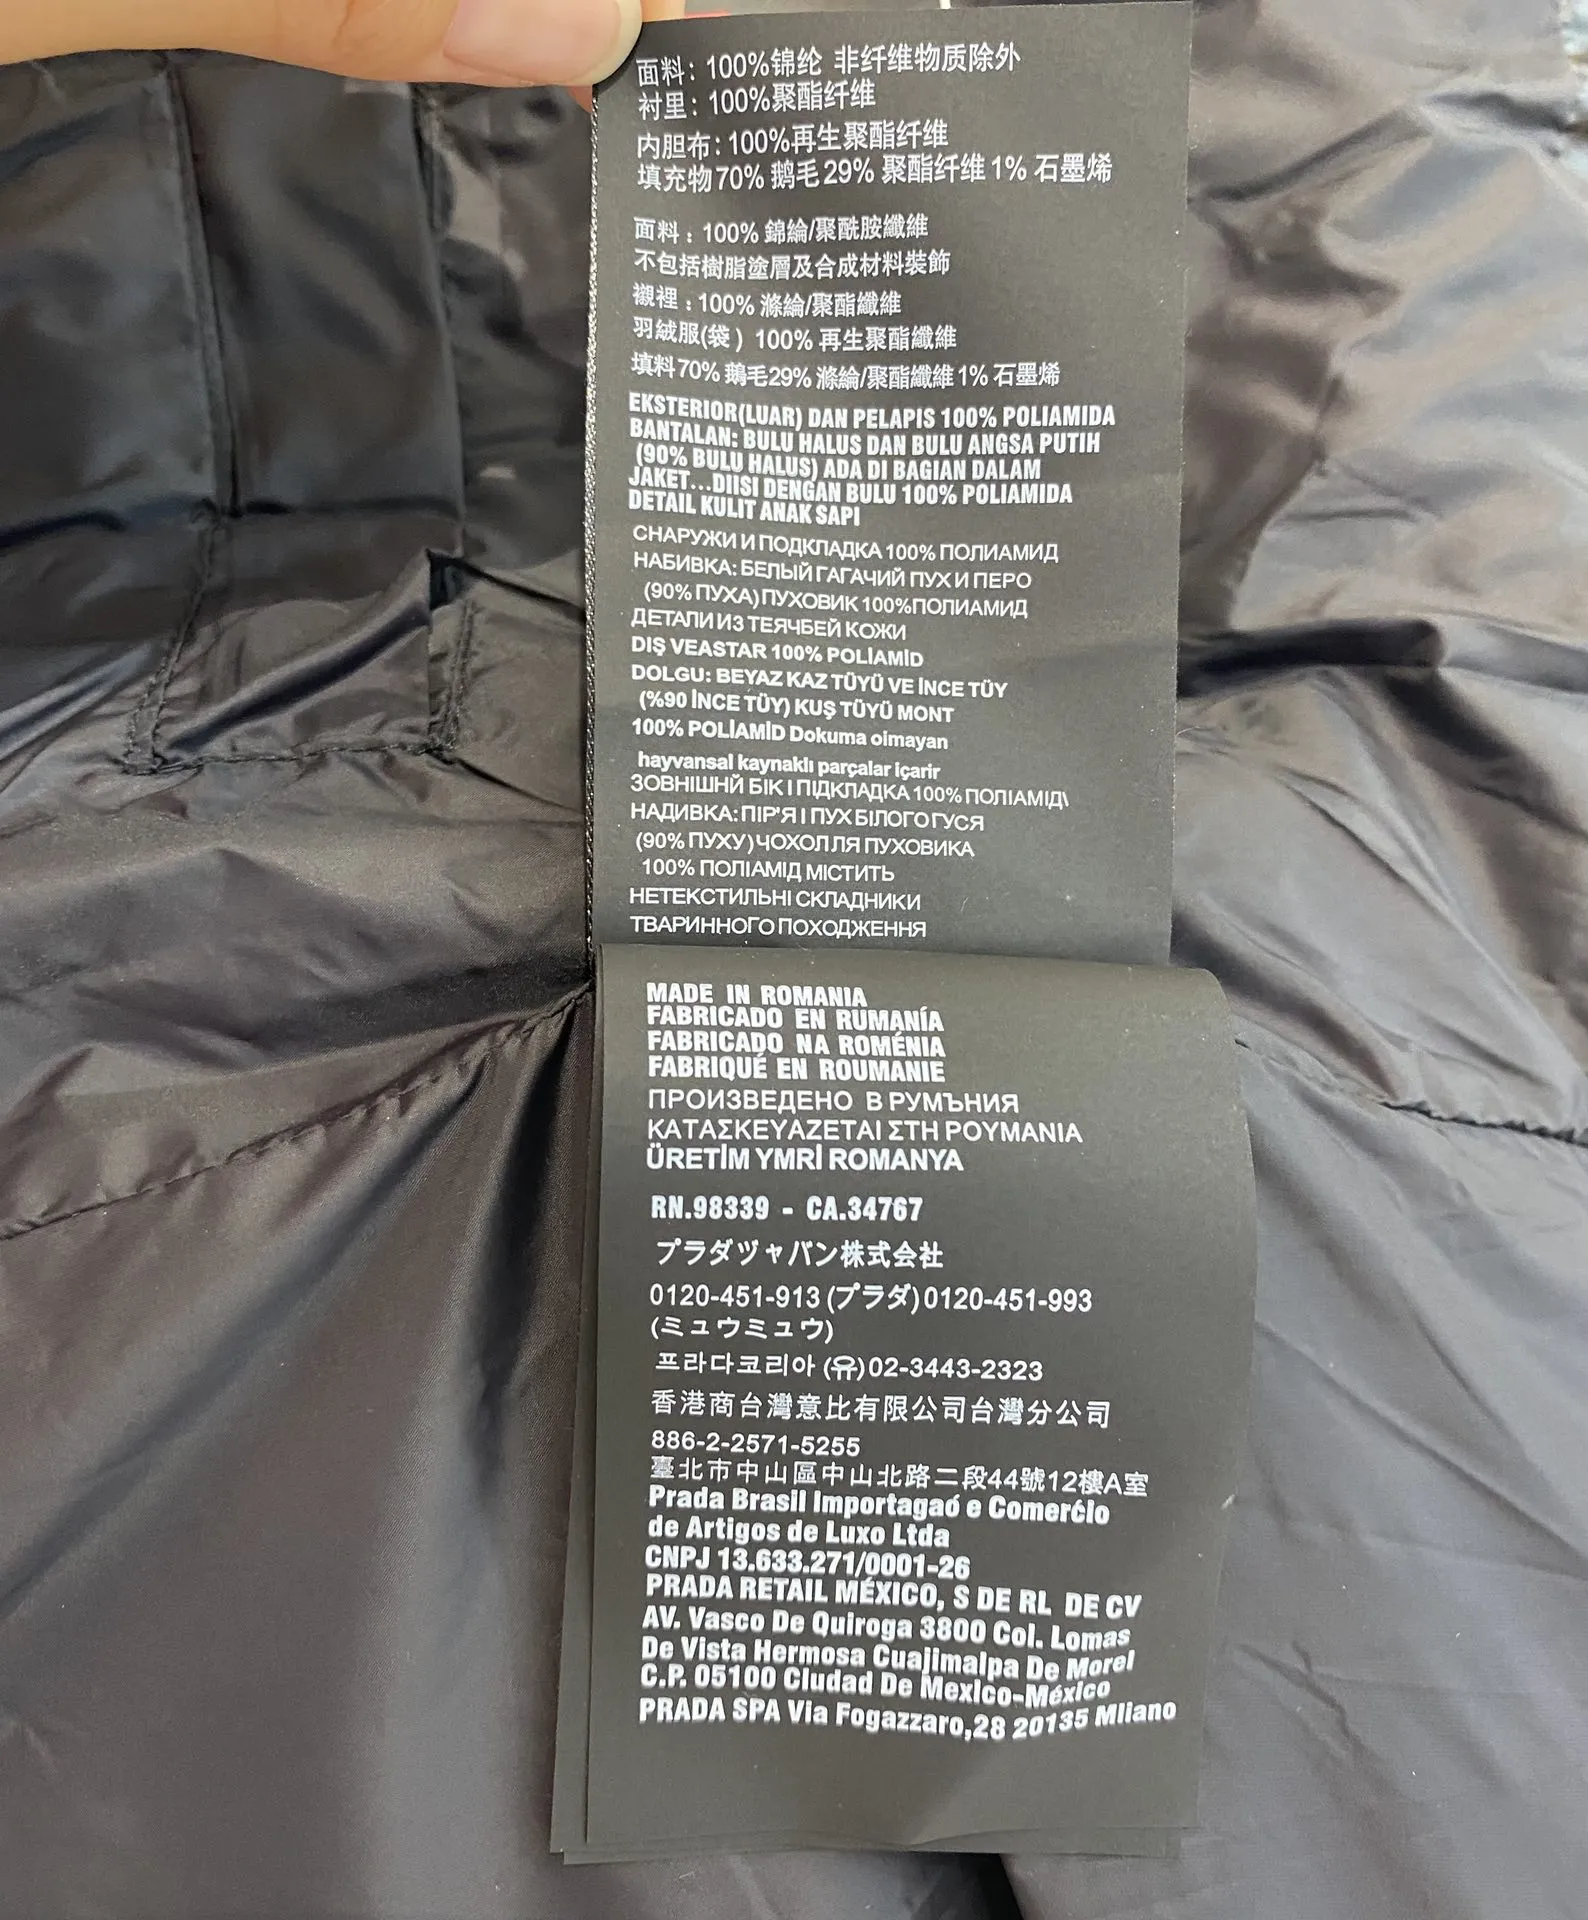 面料: 100%锦纶 非纤维物质除外
衬里: 100%聚酯纤维
内胆布: 100%再生聚酯纤维
填充物70% 鹅毛29% 聚酯纤维1% 石墨烯
面料：100% 錦綸/聚酰胺纖維
不包括樹脂塗層及合成材料裝飾
襯裡：100% 滌綸/聚酯纖維
羽絨服(袋) 100% 再生聚酯纖維
填料70% 鵝毛29% 滌綸/聚酯纖維1% 石墨烯
EKSTERIOR(LUAR) DAN PELAPIS 100% POLIAMIDA
BANTALAN: BULU HALUS DAN BULU ANGSA PUTIH
(90% BULU HALUS) ADA DI BAGIAN DALAM
JAKET...DIISI DENGAN BULU 100% POLIAMIDA
DETAIL KULIT ANAK SAPI
СНАРУЖИ И ПОДКЛАДКА 100% ПОЛИАМИД
НАБИВКА: БЕЛЫЙ ГАГАЧИЙ ПУХ И ПЕРО
(90% ПУХА) ПУХОВИК 100%ПОЛИАМИД
ДЕТАЛИ ИЗ ТЕЯЧБЕЙ КОЖИ
DIŞ VEASTAR 100% POLİAMİD
DOLGU: BEYAZ KAZ TÜYÜ VE İNCE TÜY
(%90 İNCE TÜY) KUŞ TÜYÜ MONT
100% POLİAMİD Dokuma oimayan
hayvansal kaynaklı parçalar içarir
ЗОВНІШНЙ БІК І ПІДКЛАДКА 100% ПОЛІАМІД\
НАДИВКА: ПІР'Я І ПУХ БІЛОГО ГУСЯ
(90% ПУХУ) ЧОХОЛ ЛЯ ПУХОВИКА
100% ПОЛІАМІД МІСТИТЬ
НЕТЕКСТИЛЬНІ СКЛАДНИКИ
ТВАРИННОГО ПОХОДЖЕННЯ
MADE IN ROMANIA
FABRICADO EN RUMANÍA
FABRICADO NA ROMÉNIA
FABRIQUÉ EN ROUMANIE
ПРОИЗВЕДЕНО В РУМЪНИЯ
ΚΑΤΑΣΚΕΥΑΖΕΤΑΙ ΣΤΗ ΡΟΥΜΑΝΙΑ
ÜRETİM YMRİ ROMANYA
RN.98339 - CA.34767
プラダヅャバン株式会社
0120-451-913 (プラダ) 0120-451-993
(ミュウミュウ)
프라다코리아 (유) 02-3443-2323
香港商台灣意比有限公司台灣分公司
886-2-2571-5255
臺北市中山區中山北路二段44號12樓A室
Prada Brasil Importagaó e Comerćio
de Artigos de Luxo Ltda
CNPJ 13.633.271/0001-26
PRADA RETAIL MÉXICO, S DE RL DE CV
AV. Vasco De Quiroga 3800 Col. Lomas
De Vista Hermosa Cuajimalpa De Morel
C.P. 05100 Ciudad De Mexico-México
PRADA SPA Via Fogazzaro,28 20135 Mliano